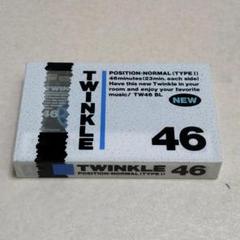 TWINKLE
POSITION·NORMAL (TYPE I)
46minutes (23min. each side)
Have this new Twinkle in your
room and enjoy your favorite
music/ TW46 BL
NEW
46
46
TWINKLE 46
POSITION·NORMAL (TYPE I)